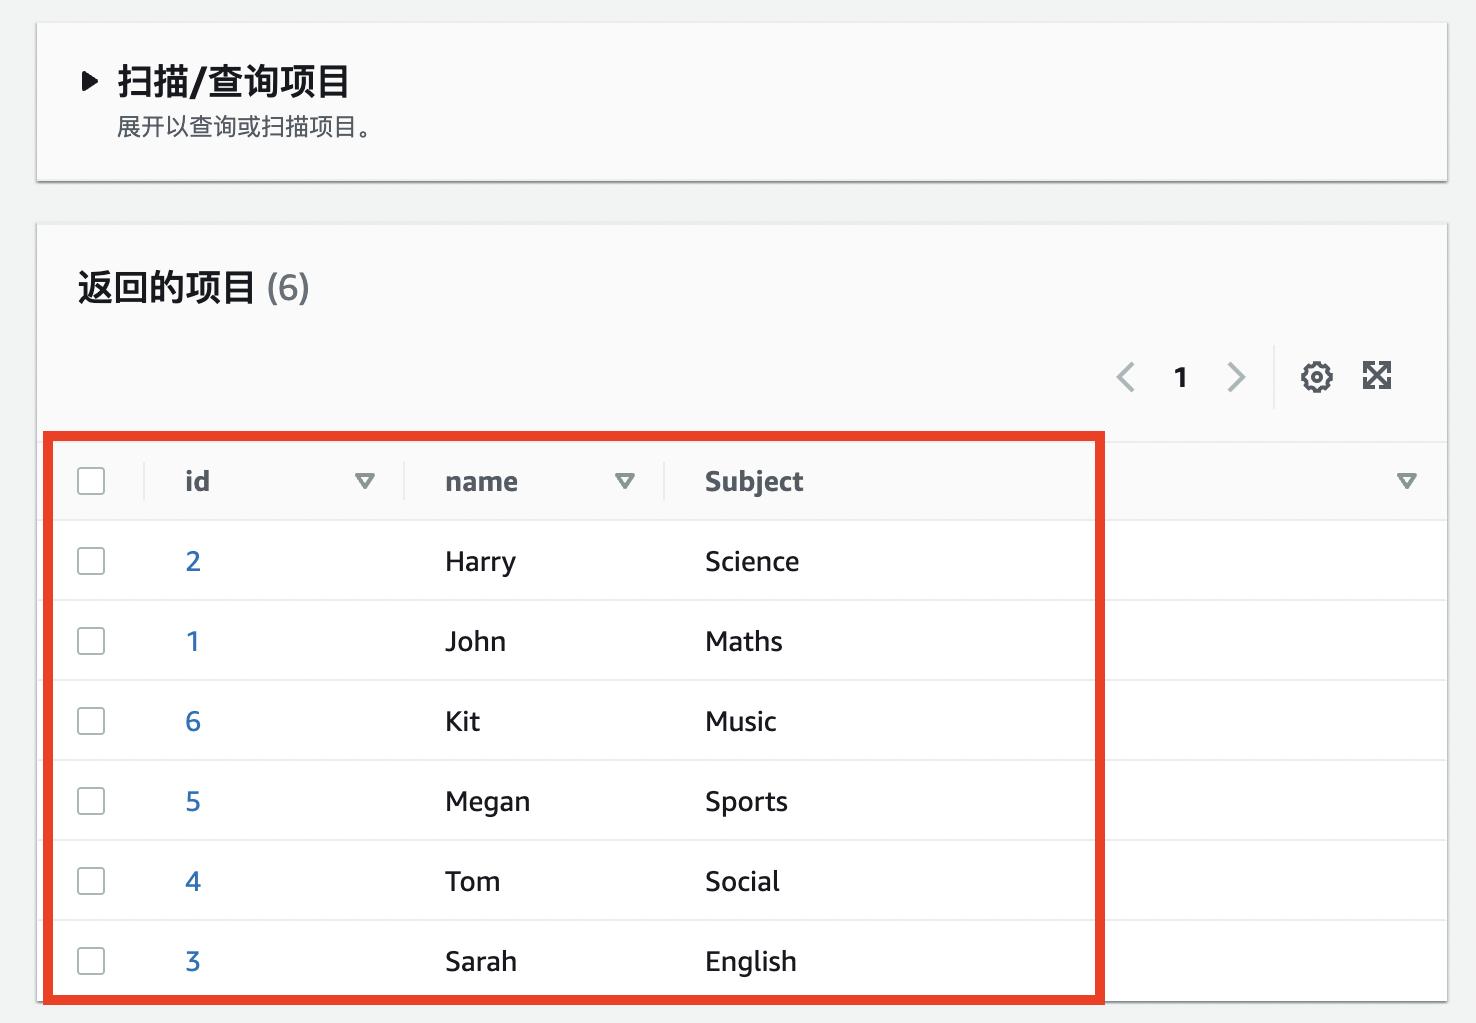 扫描/查询项目
展开以查询或扫描项目。
返回的项目 (6)
1
id name Subject
2 Harry Science
1 John Maths
6 Kit Music
5 Megan Sports
4 Tom Social
3 Sarah English